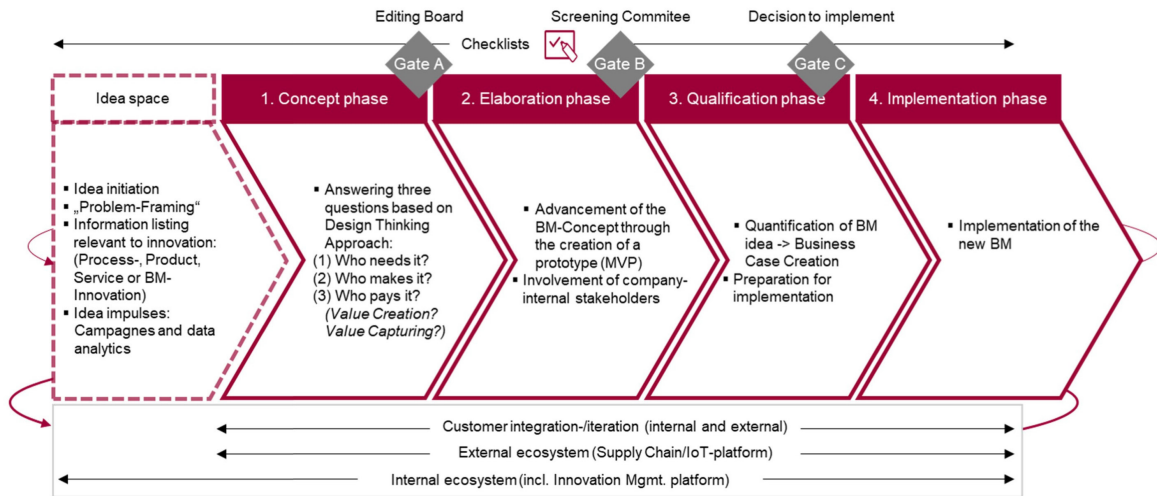 Editing Board
Screening Commitee
Decision to implement
Checklists
Gate A
Gate B
Gate C
Idea space
1. Concept phase
2. Elaboration phase
3. Qualification phase
4. Implementation phase
▪ Idea initiation
▪ „Problem-Framing“
▪ Information listing
relevant to innovation:
(Process-, Product,
Service or BM-
Innovation)
▪ Idea impulses:
Campagnes and data
analytics
▪ Answering three
questions based on
Design Thinking
Approach:
(1) Who needs it?
(2) Who makes it?
(3) Who pays it?
(Value Creation?
Value Capturing?)
▪ Advancement of the
BM-Concept through
the creation of a
prototype (MVP)
▪ Involvement of company-
internal stakeholders
▪ Quantification of BM
idea -> Business
Case Creation
▪ Preparation for
implementation
▪ Implementation of the
new BM
Customer integration-/iteration (internal and external)
External ecosystem (Supply Chain/IoT-platform)
Internal ecosystem (incl. Innovation Mgmt. platform)